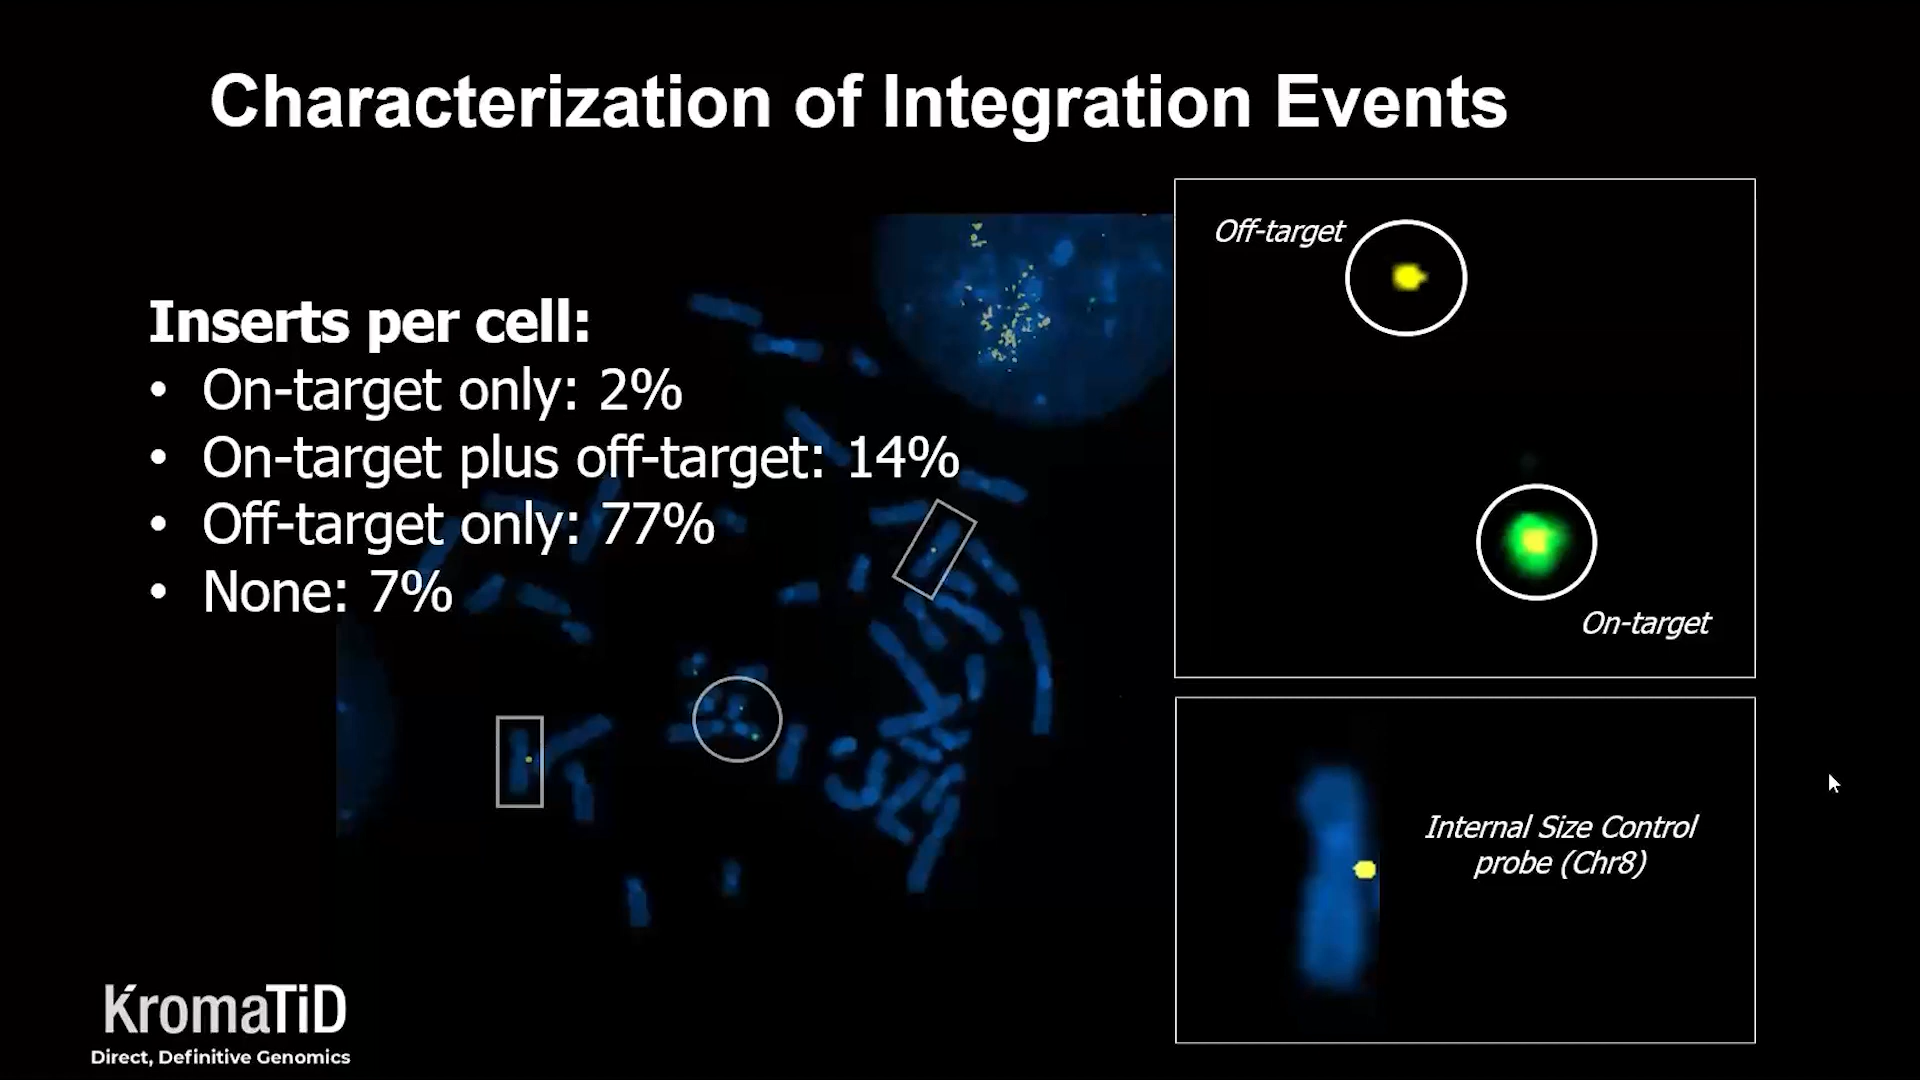 Characterization of Integration Events
Inserts per cell:
• On-target only: 2%
• On-target plus off-target: 14%
• Off-target only: 77%
• None: 7%
Off-target
On-target
Internal Size Control
probe (Chr8)
KromaTiD
Direct, Definitive Genomics